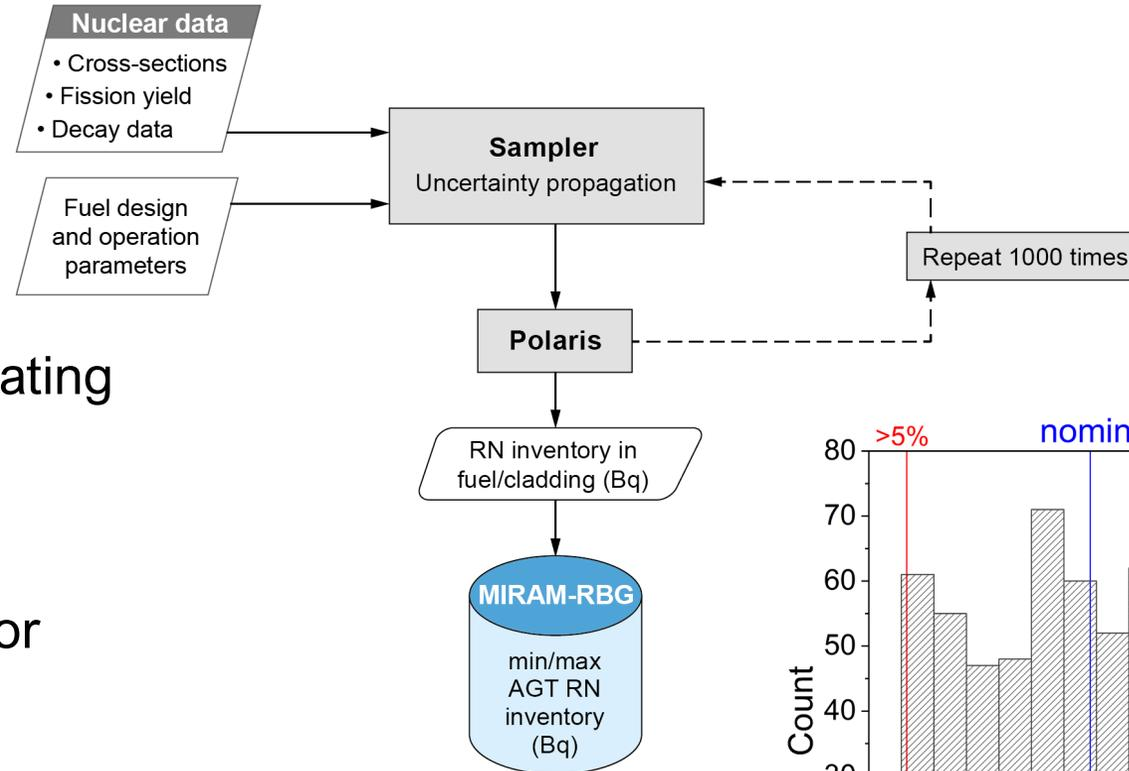 Nuclear data
• Cross-sections
• Fission yield
• Decay data
Fuel design
and operation
parameters
Sampler
Uncertainty propagation
Repeat 1000 times
Polaris
ating
RN inventory in
fuel/cladding (Bq)
MIRAM-RBG
min/max
AGT RN
inventory
(Bq)
or
>5%
nomin
80
70
60
50
40
Count